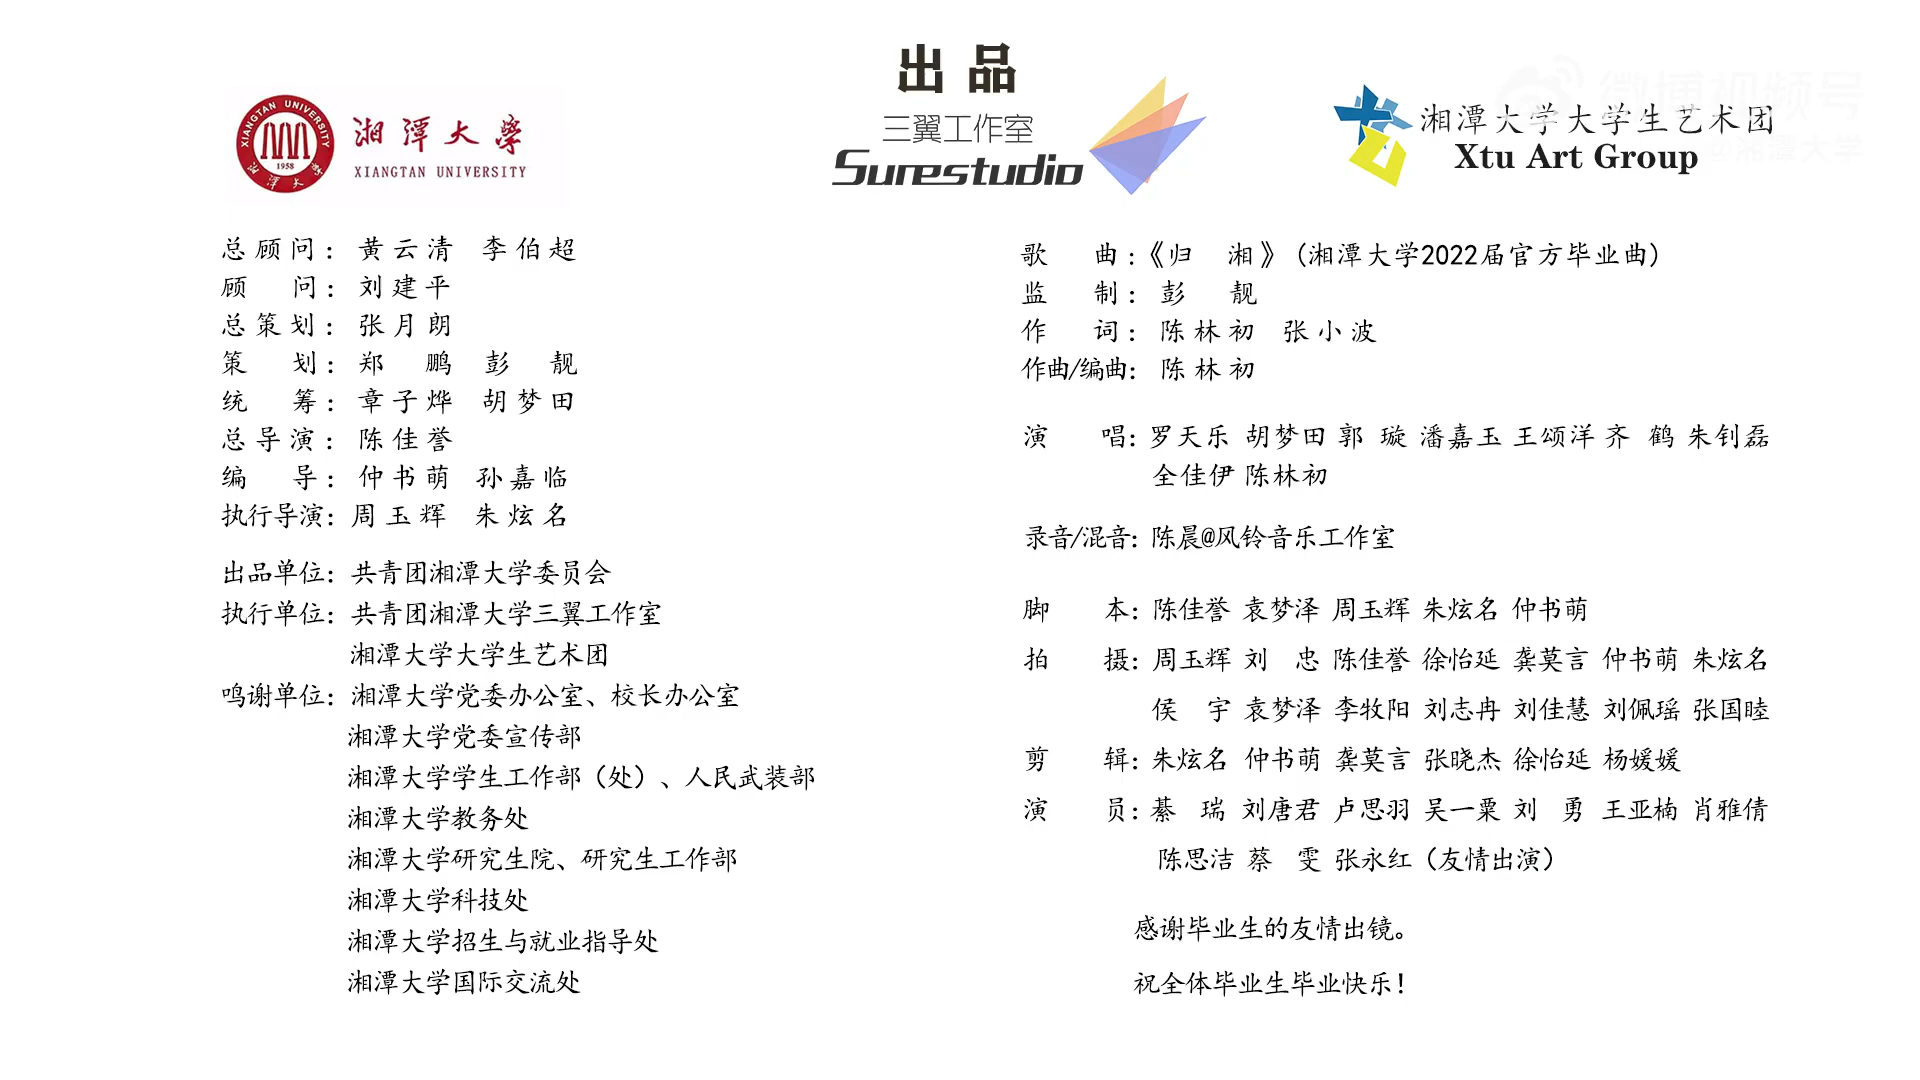 出品
XIANGTAN UNIVERSITY
1958
湘潭大学
湘潭大學
XIANGTAN UNIVERSITY
三翼工作室
Surestudio
湘潭大学大学生艺术团
Xtu Art Group
微博视频号
@湘潭大学
总顾问：黄云清 李伯超
顾问：刘建平
总策划：张月朗
策划：郑鹏 彭靓
统筹：章子烨 胡梦田
总导演：陈佳誉
编导：仲书萌 孙嘉临
执行导演：周玉辉 朱炫名
出品单位：共青团湘潭大学委员会
执行单位：共青团湘潭大学三翼工作室
湘潭大学大学生艺术团
鸣谢单位：湘潭大学党委办公室、校长办公室
湘潭大学党委宣传部
湘潭大学学生工作部（处）、人民武装部
湘潭大学教务处
湘潭大学研究生院、研究生工作部
湘潭大学科技处
湘潭大学招生与就业指导处
湘潭大学国际交流处
歌曲：《归湘》（湘潭大学2022届官方毕业曲）
监制：彭靓
作词：陈林初 张小波
作曲/编曲：陈林初
演唱：罗天乐 胡梦田 郭璇 潘嘉玉 王颂洋 齐鹤 朱钊磊
全佳伊 陈林初
录音/混音：陈晨@风铃音乐工作室
脚本：陈佳誉 袁梦泽 周玉辉 朱炫名 仲书萌
拍摄：周玉辉 刘忠 陈佳誉 徐怡延 龚莫言 仲书萌 朱炫名
侯宇 袁梦泽 李牧阳 刘志冉 刘佳慧 刘佩瑶 张国睦
剪辑：朱炫名 仲书萌 龚莫言 张晓杰 徐怡延 杨媛媛
演员：綦瑞 刘唐君 卢思羽 吴一粟 刘勇 王亚楠 肖雅倩
陈思洁 蔡雯 张永红（友情出演）
感谢毕业生的友情出镜。
祝全体毕业生毕业快乐！